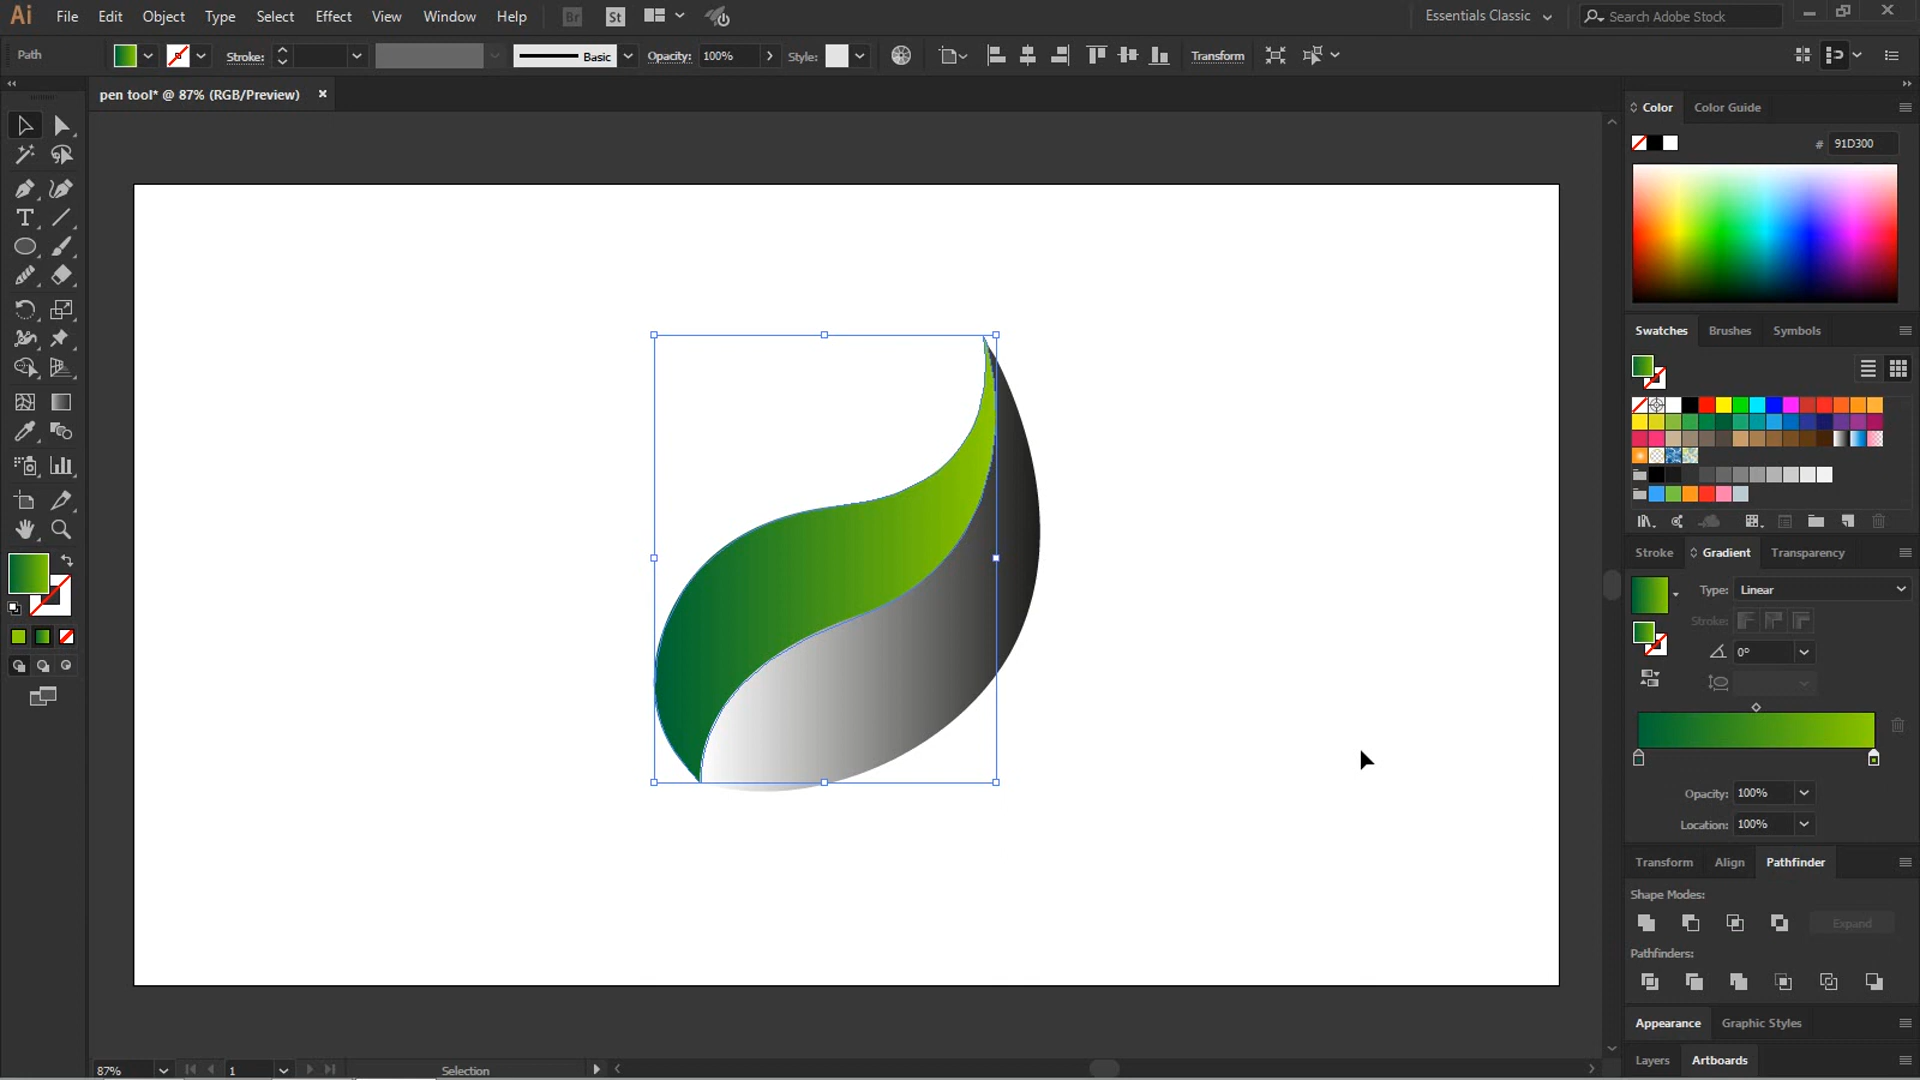 Ai File Edit Object Type Select Effect View Window Help Br St Essentials Classic Search Adobe Stock
Path Stroke: Basic Opacity: 100% Style: Transform
pen tool* @ 87% (RGB/Preview)
Color Color Guide
# 91D300
Swatches Brushes Symbols
Stroke Gradient Transparency
Type: Linear
Stroke:
0°
Opacity: 100%
Location: 100%
Transform Align Pathfinder
Shape Modes:
Expand
Pathfinders:
Appearance Graphic Styles
Layers Artboards
87% 1 Selection